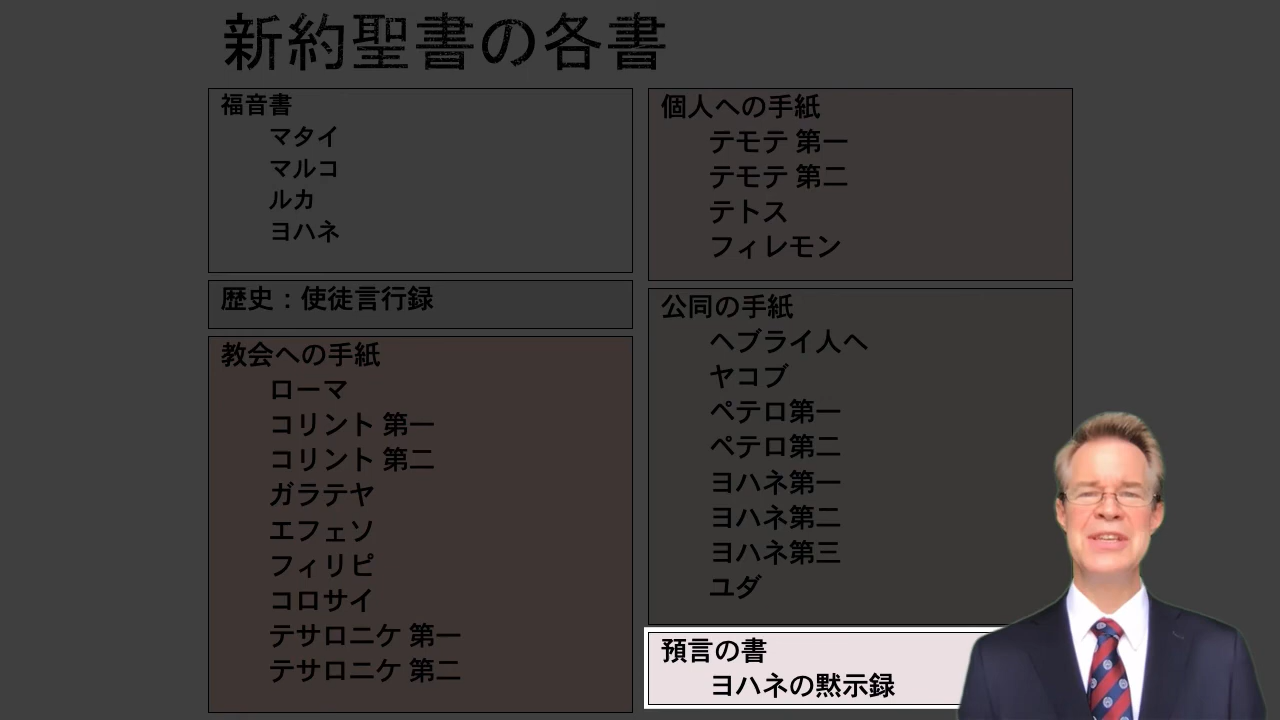 新約聖書の各書
福音書
マタイ
マルコ
ルカ
ヨハネ
歴史：使徒言行録
教会への手紙
ローマ
コリント 第一
コリント 第二
ガラテヤ
エフェソ
フィリピ
コロサイ
テサロニケ 第一
テサロニケ 第二
個人への手紙
テモテ 第一
テモテ 第二
テトス
フィレモン
公同の手紙
ヘブライ人へ
ヤコブ
ペテロ第一
ペテロ第二
ヨハネ第一
ヨハネ第二
ヨハネ第三
ユダ
預言の書
ヨハネの黙示録